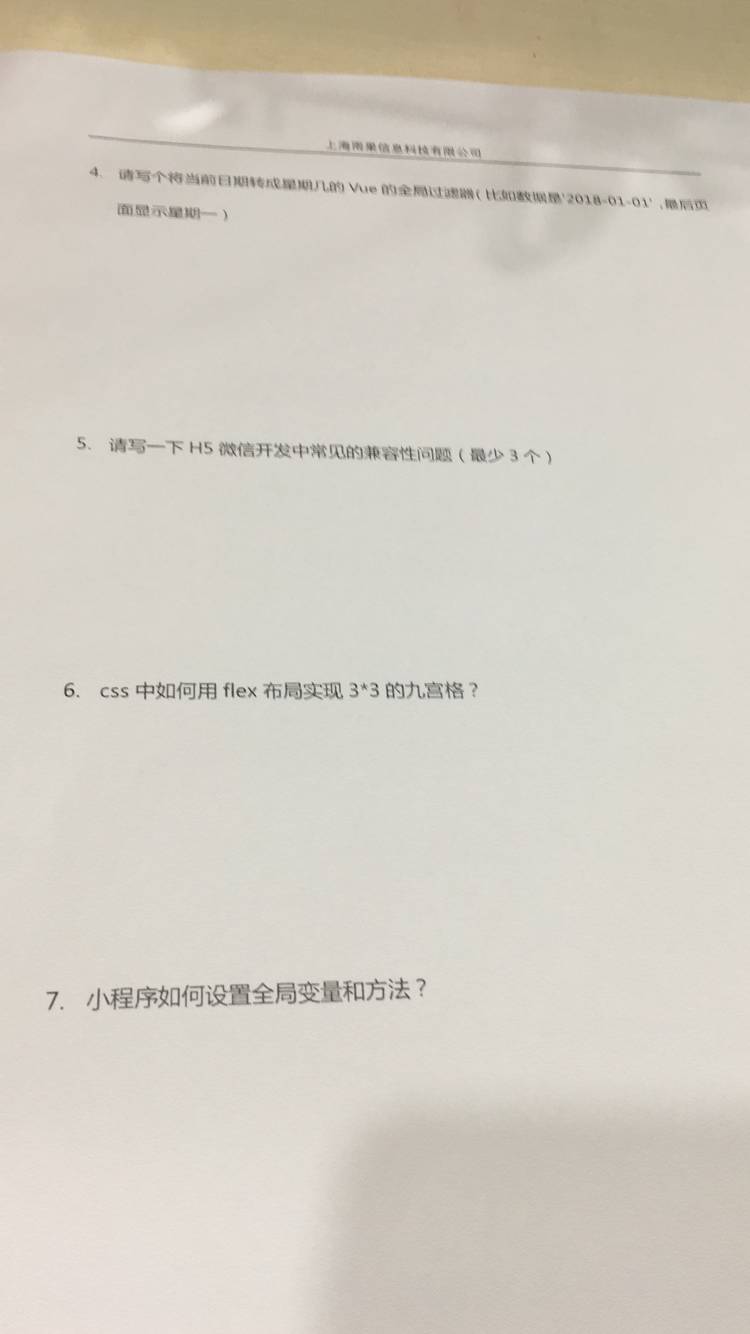 上海雨果信息科技有限公司
4. 请写个将当前日期转成星期几的 Vue 的全局过滤器（比如数据是'2018-01-01'，最后页
面显示星期一）
5. 请写一下 H5 微信开发中常见的兼容性问题（最少 3 个）
6. css 中如何用 flex 布局实现 3*3 的九宫格？
7. 小程序如何设置全局变量和方法？